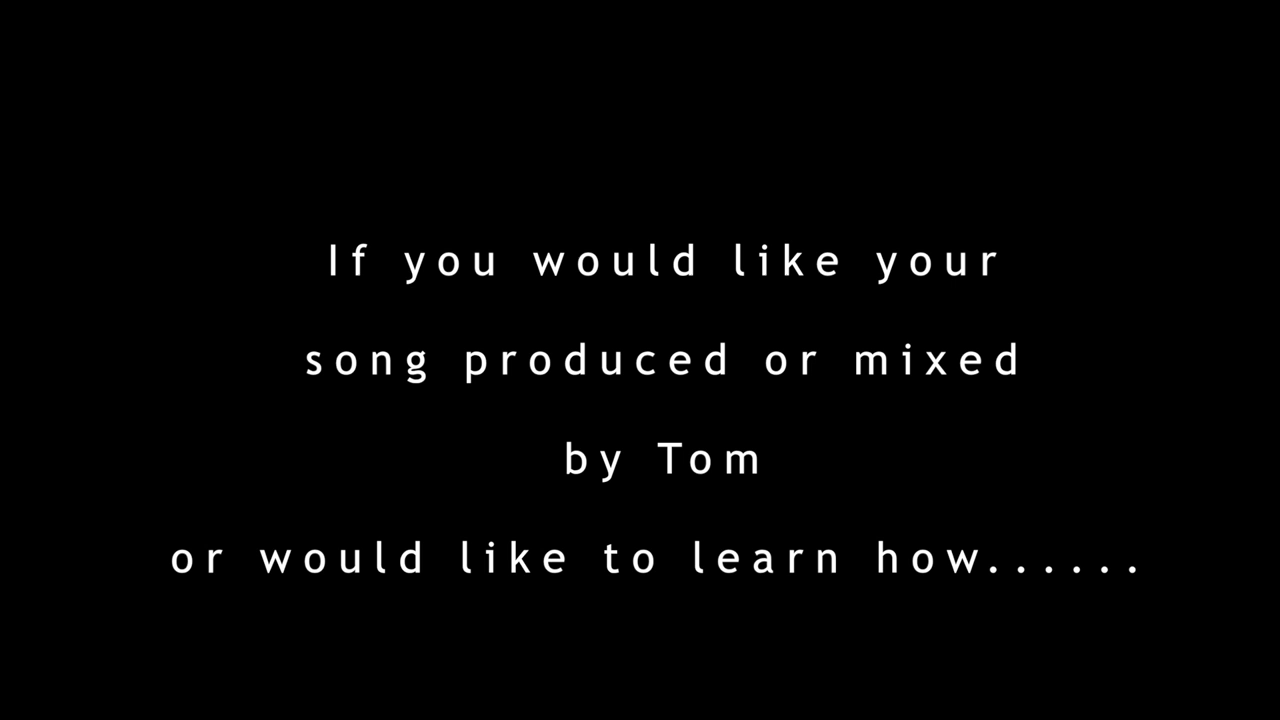 If you would like your
song produced or mixed
by Tom
or would like to learn how......